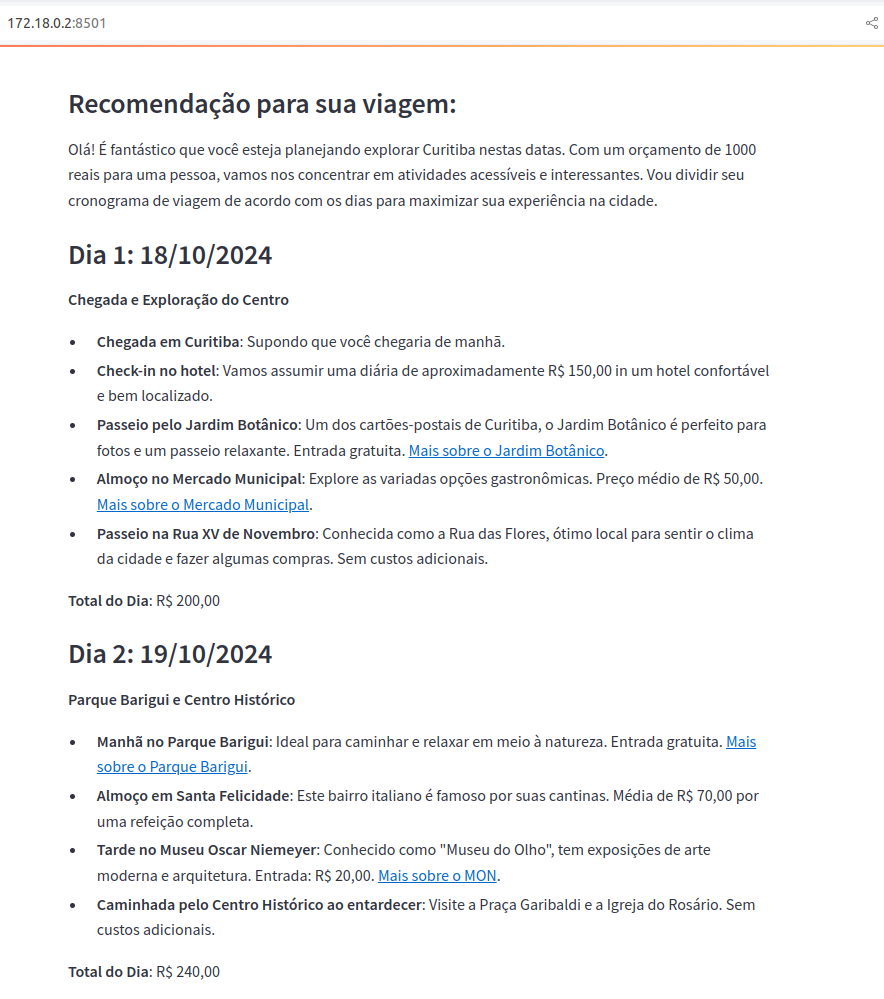 172.18.0.2:8501
Recomendação para sua viagem:
Olá! É fantástico que você esteja planejando explorar Curitiba nestas datas. Com um orçamento de 1000
reais para uma pessoa, vamos nos concentrar em atividades acessíveis e interessantes. Vou dividir seu
cronograma de viagem de acordo com os dias para maximizar sua experiência na cidade.
Dia 1: 18/10/2024
Chegada e Exploração do Centro
• Chegada em Curitiba: Supondo que você chegaria de manhã.
• Check-in no hotel: Vamos assumir uma diária de aproximadamente R$ 150,00 in um hotel confortável
e bem localizado.
• Passeio pelo Jardim Botânico: Um dos cartões-postais de Curitiba, o Jardim Botânico é perfeito para
fotos e um passeio relaxante. Entrada gratuita. Mais sobre o Jardim Botânico.
• Almoço no Mercado Municipal: Explore as variadas opções gastronômicas. Preço médio de R$ 50,00.
Mais sobre o Mercado Municipal.
• Passeio na Rua XV de Novembro: Conhecida como a Rua das Flores, ótimo local para sentir o clima
da cidade e fazer algumas compras. Sem custos adicionais.
Total do Dia: R$ 200,00
Dia 2: 19/10/2024
Parque Barigui e Centro Histórico
• Manhã no Parque Barigui: Ideal para caminhar e relaxar em meio à natureza. Entrada gratuita. Mais
sobre o Parque Barigui.
• Almoço em Santa Felicidade: Este bairro italiano é famoso por suas cantinas. Média de R$ 70,00 por
uma refeição completa.
• Tarde no Museu Oscar Niemeyer: Conhecido como "Museu do Olho", tem exposições de arte
moderna e arquitetura. Entrada: R$ 20,00. Mais sobre o MON.
• Caminhada pelo Centro Histórico ao entardecer: Visite a Praça Garibaldi e a Igreja do Rosário. Sem
custos adicionais.
Total do Dia: R$ 240,00